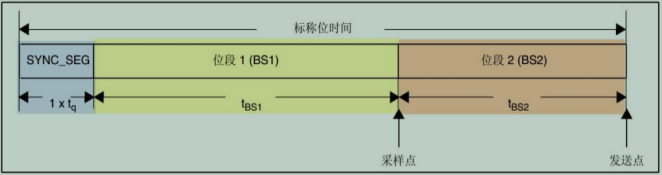 标称位时间
SYNC_SEG 位段 1 (BS1) 位段 2 (BS2)
1 x tq tBS1 tBS2
采样点 发送点